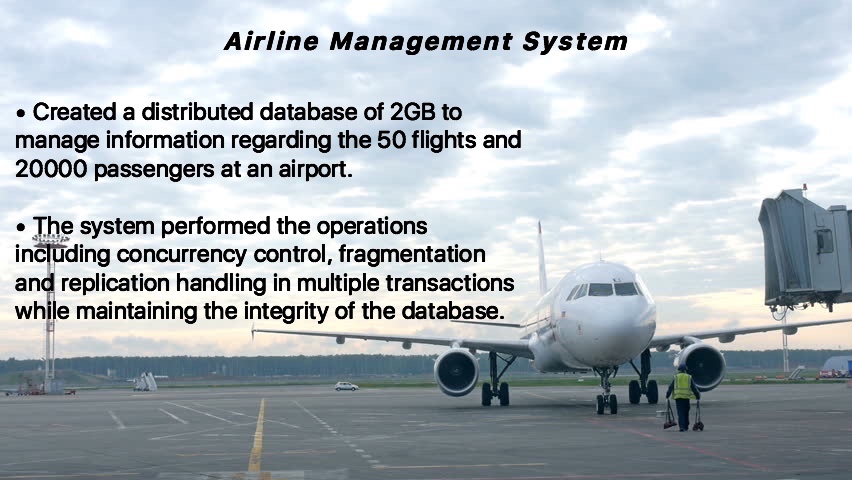 Airline Management System
• Created a distributed database of 2GB to
manage information regarding the 50 flights and
20000 passengers at an airport.
• The system performed the operations
including concurrency control, fragmentation
and replication handling in multiple transactions
while maintaining the integrity of the database.